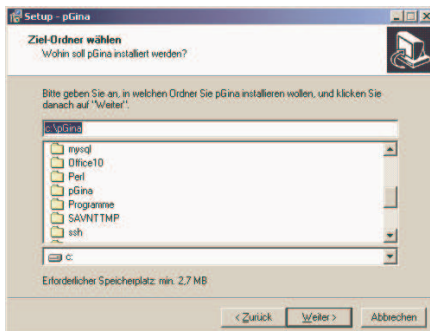 Setup - pGina
Ziel-Ordner wählen
Wohin soll pGina installiert werden?
Bitte geben Sie an, in welchen Ordner Sie pGina installieren wollen, und klicken Sie
danach auf "Weiter".
c:\pGina
mysql
Office10
Perl
pGina
Programme
SAVNTTMP
ssh
c:
Erforderlicher Speicherplatz: min. 2,7 MB
< Zurück
Weiter >
Abbrechen